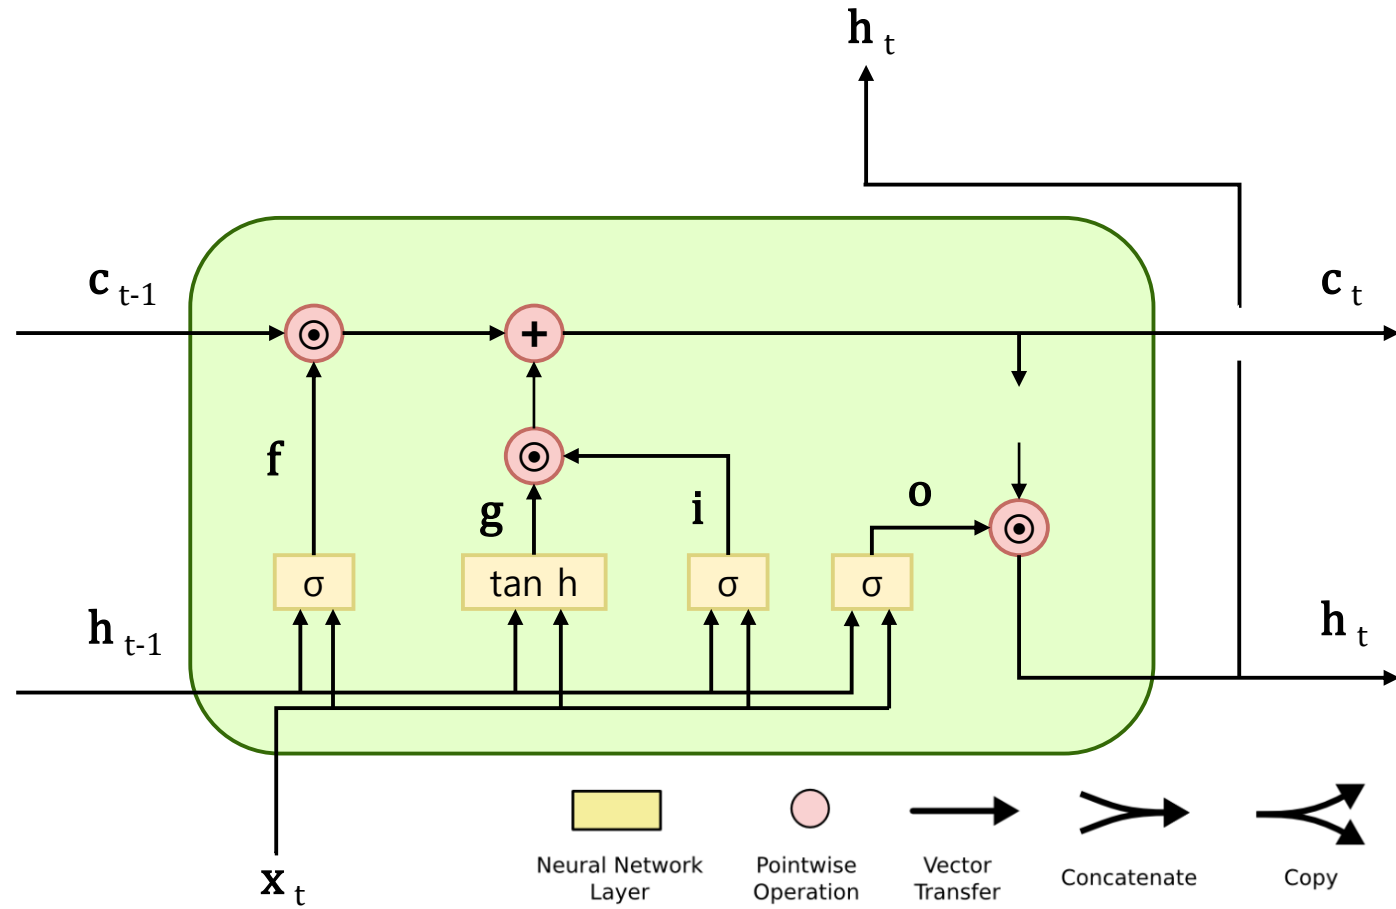 h t
c t-1
c t
f
g
i
o
σ
tan h
σ
σ
h t-1
h t
x t
Neural Network
Layer
Pointwise
Operation
Vector
Transfer
Concatenate
Copy